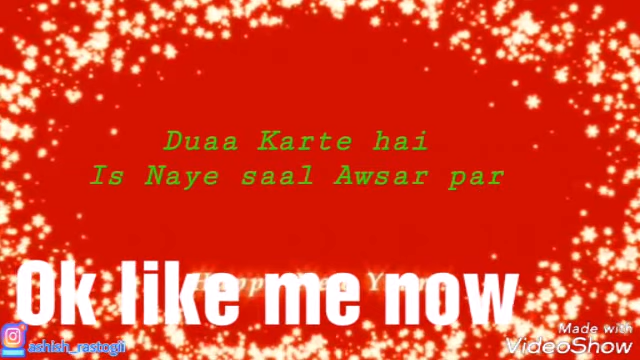 Duaa Karte hai
Is Naye saal Awsar par
Ok like me now
Made with
VideoShow
ashish_rastogii